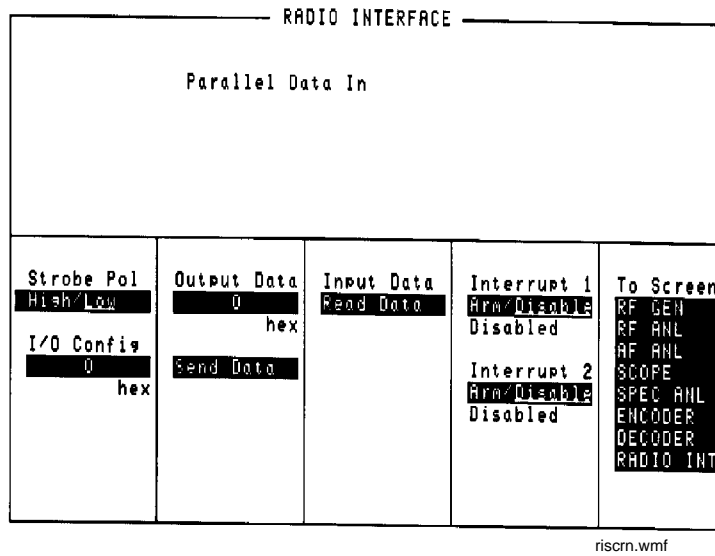 RADIO INTERFACE
Parallel Data In
Strobe Pol
High/Low
I/O Config
0
hex
Output Data
0
hex
Send Data
Input Data
Read Data
Interrupt 1
Arm/Disable
Disabled
Interrupt 2
Arm/Disable
Disabled
To Screen
RF GEN
RF ANL
AF ANL
SCOPE
SPEC ANL
ENCODER
DECODER
RADIO INT
riscrn.wmf